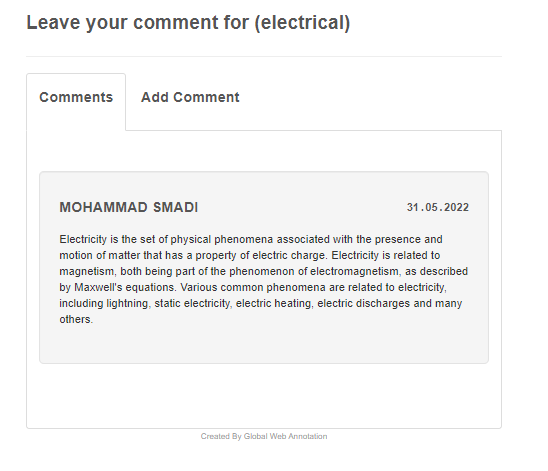 Leave your comment for (electrical)
Comments Add Comment
MOHAMMAD SMADI 31.05.2022
Electricity is the set of physical phenomena associated with the presence and
motion of matter that has a property of electric charge. Electricity is related to
magnetism, both being part of the phenomenon of electromagnetism, as described
by Maxwell's equations. Various common phenomena are related to electricity,
including lightning, static electricity, electric heating, electric discharges and many
others.
Created By Global Web Annotation